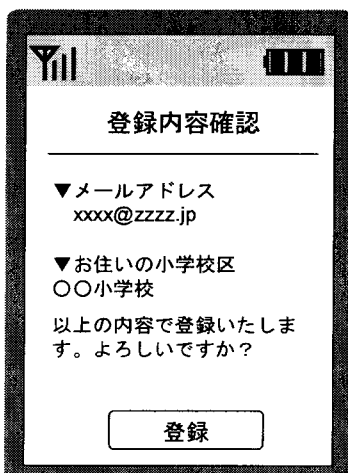 登録内容確認
▼メールアドレス
xxxx@zzzz.jp
▼お住いの小学校区
〇〇小学校
以上の内容で登録いたしま
す。よろしいですか？
登録